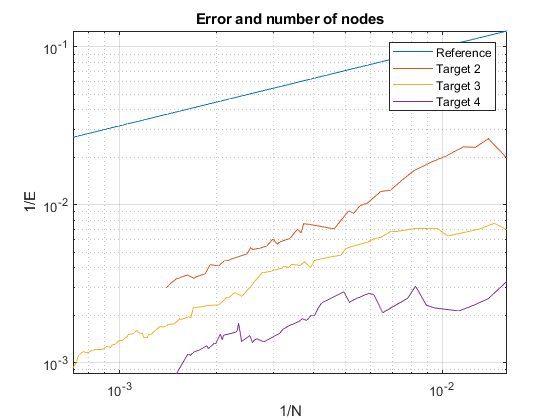 Error and number of nodes
10^-1
Reference
Target 2
Target 3
Target 4
1/E
10^-2
10^-3
10^-3
10^-2
1/N